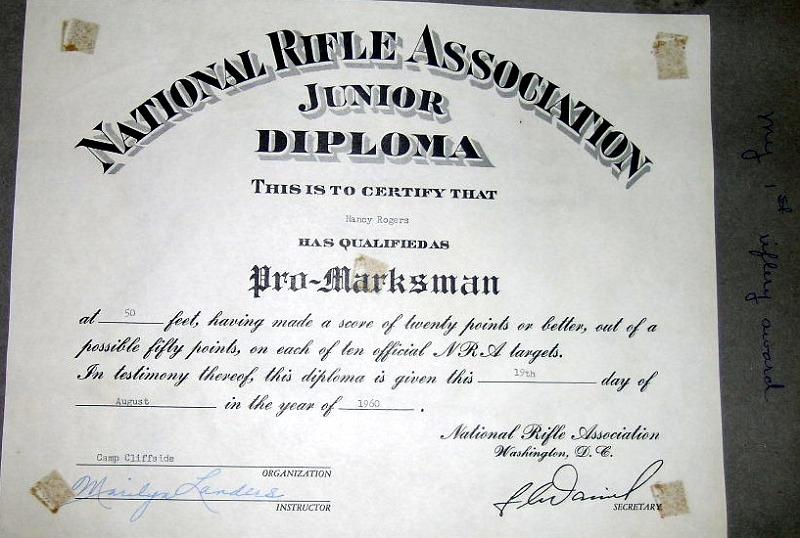 NATIONAL RIFLE ASSOCIATION
JUNIOR
DIPLOMA
THIS IS TO CERTIFY THAT
Nancy Rogers
HAS QUALIFIED AS
Pro-Marksman
at 50 feet, having made a score of twenty points or better, out of a
possible fifty points, on each of ten official NRA targets.
In testimony thereof, this diploma is given this 19th day of
August in the year of 1960.
National Rifle Association
Washington, D. C.
Camp Cliffside
ORGANIZATION
Marilyn Landers
INSTRUCTOR
SECRETARY
my 1st riflery award